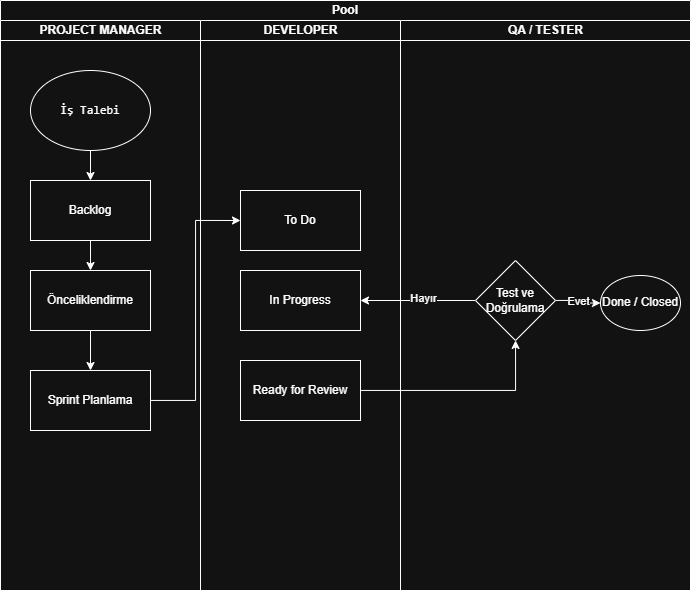 Pool
PROJECT MANAGER
DEVELOPER
QA / TESTER
İş Talebi
Backlog
Önceliklendirme
Sprint Planlama
To Do
In Progress
Ready for Review
Hayır
Test ve
Doğrulama
Evet
Done / Closed